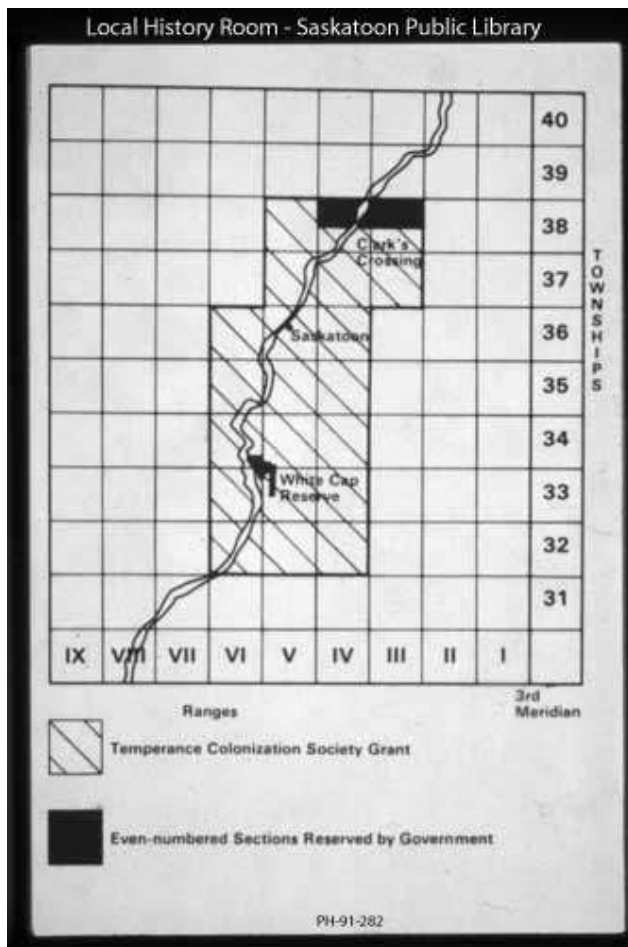 Local History Room - Saskatoon Public Library
40
39
38
Clark's
Crossing
37
TOWNSHIPS
36
Saskatoon
35
34
White Cap
Reserve
33
32
31
IX VIII VII VI V IV III II I
Ranges
3rd
Meridian
Temperance Colonization Society Grant
Even-numbered Sections Reserved by Government
PH-91-282